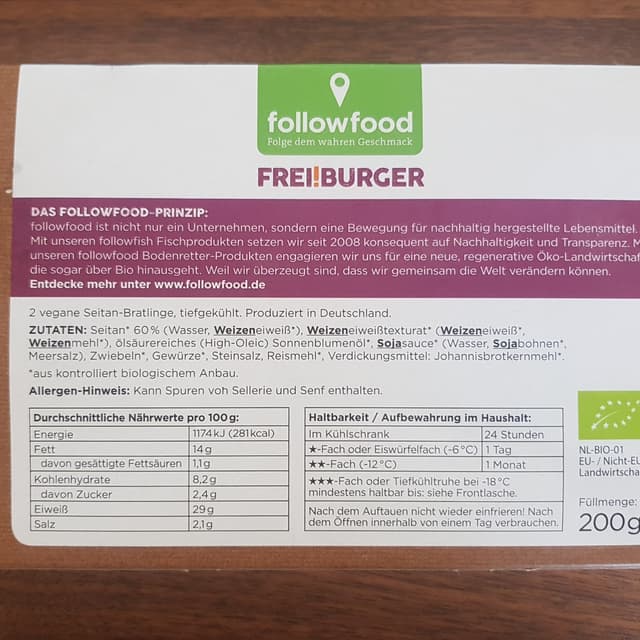 followfood
Folge dem wahren Geschmack
FREI!BURGER
DAS FOLLOWFOOD-PRINZIP:
followfood ist nicht nur ein Unternehmen, sondern eine Bewegung für nachhaltig hergestellte Lebensmittel.
Mit unseren followfish Fischprodukten setzen wir seit 2008 konsequent auf Nachhaltigkeit und Transparenz. M
unseren followfood Bodenretter-Produkten engagieren wir uns für eine neue, regenerative Öko-Landwirtschaf
die sogar über Bio hinausgeht. Weil wir überzeugt sind, dass wir gemeinsam die Welt verändern können.
Entdecke mehr unter www.followfood.de
2 vegane Seitan-Bratlinge, tiefgekühlt. Produziert in Deutschland.
ZUTATEN: Seitan* 60% (Wasser, Weizeneiweiß*), Weizeneiweißtexturat* (Weizeneiweiß*,
Weizenmehl*), ölsäurereiches (High-Oleic) Sonnenblumenöl*, Sojasauce* (Wasser, Sojabohnen*,
Meersalz), Zwiebeln*, Gewürze*, Steinsalz, Reismehl*, Verdickungsmittel: Johannisbrotkernmehl*.
*aus kontrolliert biologischem Anbau.
Allergen-Hinweis: Kann Spuren voh Sellerie und Senf enthalten.
Durchschnittliche Nährwerte pro 100g:
Energie 1174kJ (281kcal)
Fett 14g
davon gesättigte Fettsäuren 1,1g
Kohlenhydrate 8,2g
davon Zucker 2,4g
Eiweiß 29g
Salz 2,1g
Haltbarkeit / Aufbewahrung im Haushalt:
Im Kühlschrank 24 Stunden
★-Fach oder Eiswürfelfach (-6°C) 1 Tag
★★-Fach (-12°C) 1 Monat
★★★-Fach oder Tiefkühltruhe bei -18°C
mindestens haltbar bis: siehe Frontlasche.
Nach dem Auftauen nicht wieder einfrieren! Nach
dem Öffnen innerhalb von einem Tag verbrauchen.
NL-BIO-01
EU-/Nicht-EU
Landwirtscha
Füllmenge:
200g